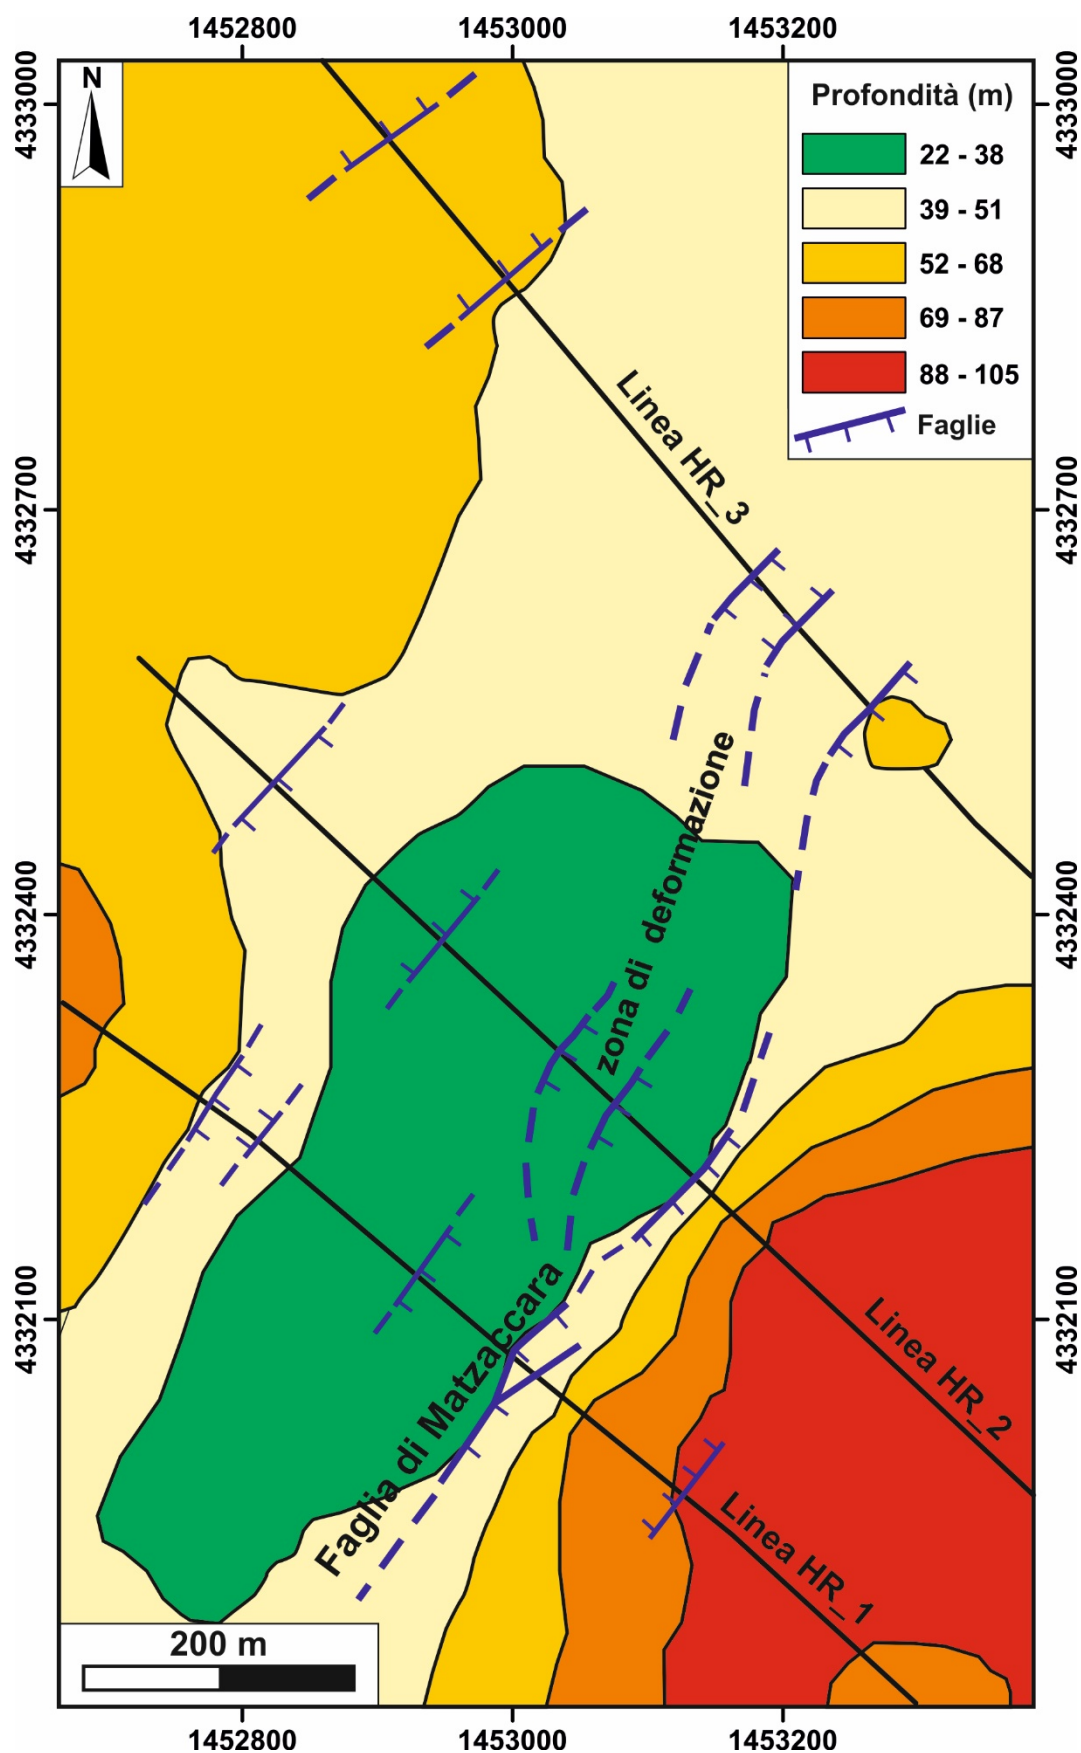 1452800 1453000 1453200
N
Profondità (m)
22 - 38
39 - 51
52 - 68
69 - 87
88 - 105
Faglie
4333000
4333000
Linea HR_3
4332700
4332700
zona di deformazione
4332400
4332400
Faglia di Matzaccara
4332100
4332100
Linea HR_2
Linea HR_1
200 m
1452800 1453000 1453200